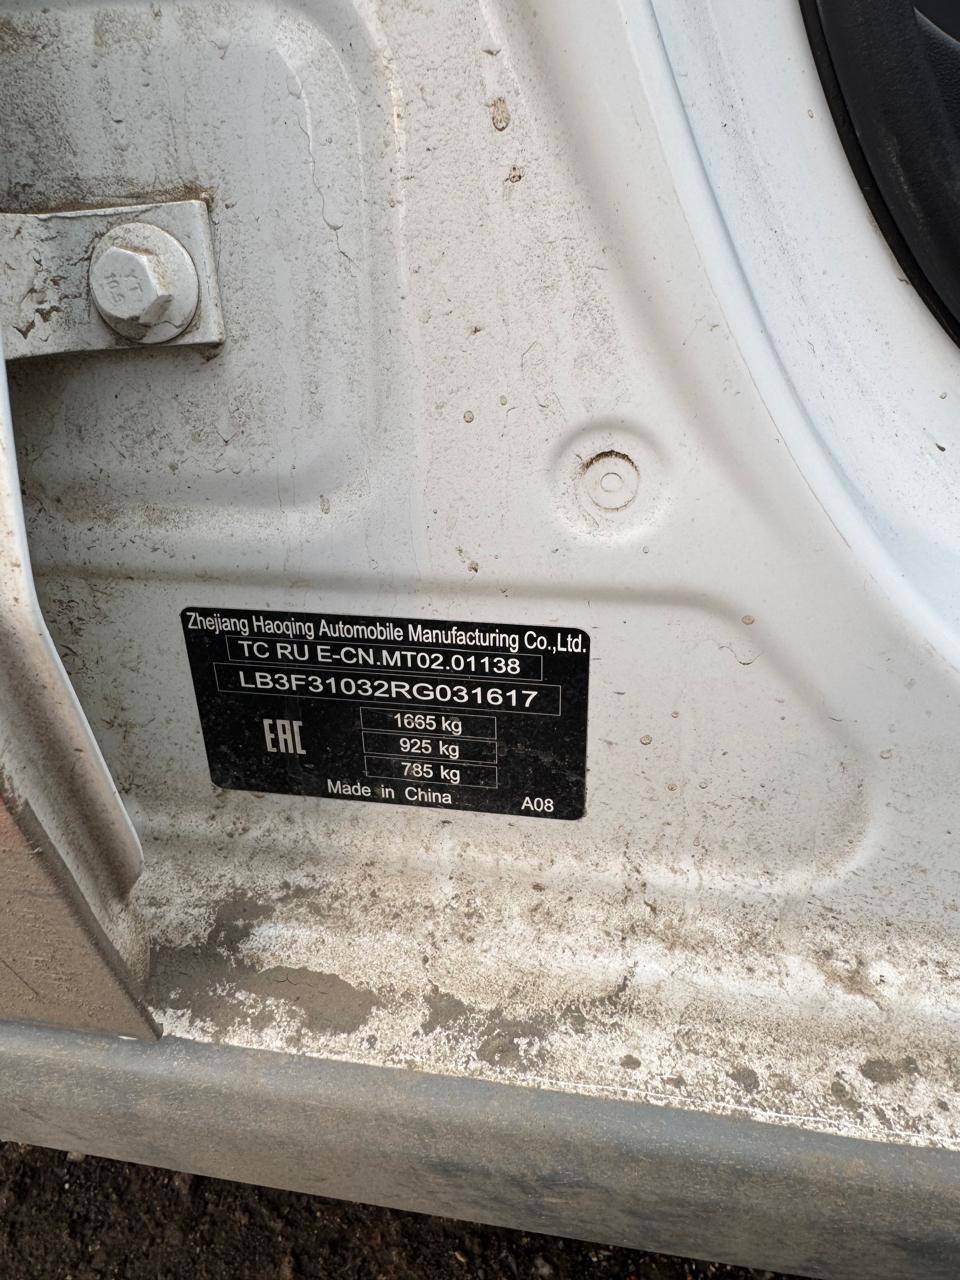 Zhejiang Haoqing Automobile Manufacturing Co.,Ltd.
TC RU E-CN.MT02.01138
LB3F31032RG031617
EAC
1665 kg
925 kg
785 kg
Made in China
A08